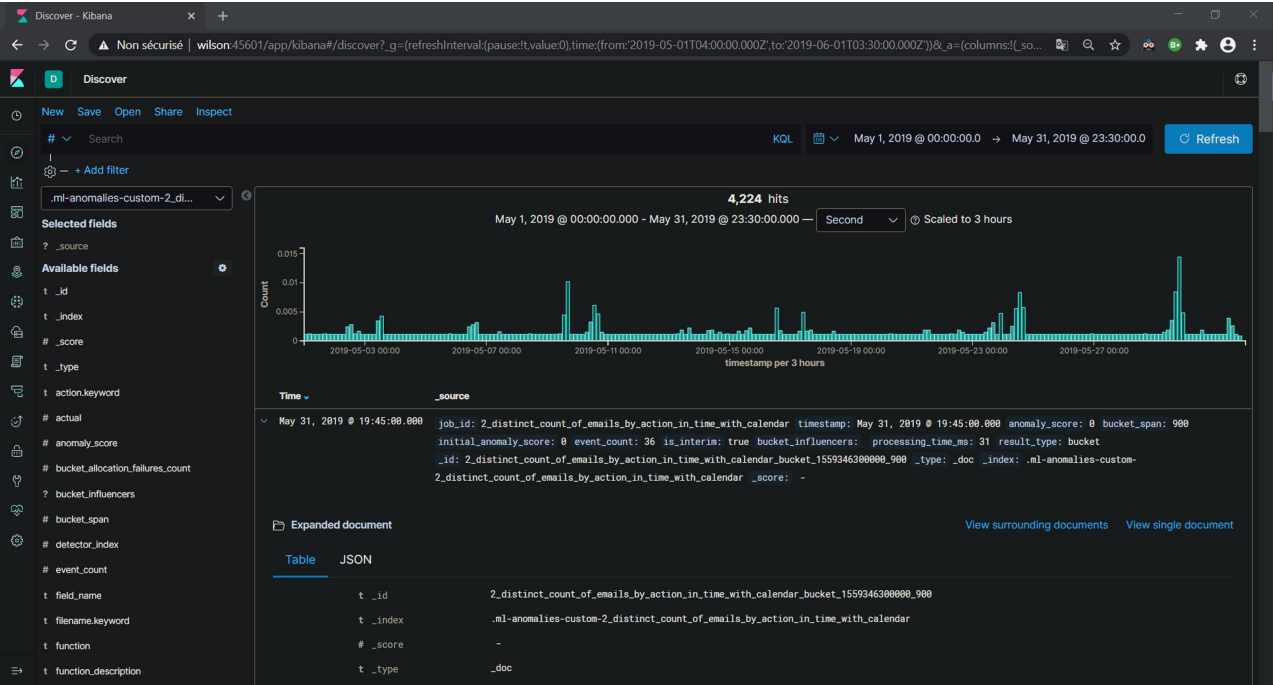 Discover - Kibana
Non sécurisé | wilson:45601/app/kibana#/discover?_g=(refreshInterval:(pause:!t,value:0),time:(from:'2019-05-01T04:00:00.000Z',to:'2019-06-01T03:30:00.000Z'))&_a=(columns:!(_so...
D Discover
New Save Open Share Inspect
# Search KQL May 1, 2019 @ 00:00:00.0 → May 31, 2019 @ 23:30:00.0 Refresh
+ Add filter
.ml-anomalies-custom-2_di...
Selected fields
? _source
Available fields
t _id
t _index
# _score
t _type
t action.keyword
# actual
# anomaly_score
# bucket_allocation_failures_count
? bucket_influencers
# bucket_span
# detector_index
# event_count
t field_name
t filename.keyword
t function
t function_description
4,224 hits
May 1, 2019 @ 00:00:00.000 - May 31, 2019 @ 23:30:00.000 — Second Scaled to 3 hours
0.015
0.01
0.005
0
Count
2019-05-03 00:00 2019-05-07 00:00 2019-05-11 00:00 2019-05-15 00:00 2019-05-19 00:00 2019-05-23 00:00 2019-05-27 00:00
timestamp per 3 hours
Time _source
May 31, 2019 @ 19:45:00.000 job_id: 2_distinct_count_of_emails_by_action_in_time_with_calendar timestamp: May 31, 2019 @ 19:45:00.000 anomaly_score: 0 bucket_span: 900
initial_anomaly_score: 0 event_count: 36 is_interim: true bucket_influencers: processing_time_ms: 31 result_type: bucket
_id: 2_distinct_count_of_emails_by_action_in_time_with_calendar_bucket_1559346300000_900 _type: _doc _index: .ml-anomalies-custom-
2_distinct_count_of_emails_by_action_in_time_with_calendar _score: -
Expanded document View surrounding documents View single document
Table JSON
t _id 2_distinct_count_of_emails_by_action_in_time_with_calendar_bucket_1559346300000_900
t _index .ml-anomalies-custom-2_distinct_count_of_emails_by_action_in_time_with_calendar
# _score -
t _type _doc